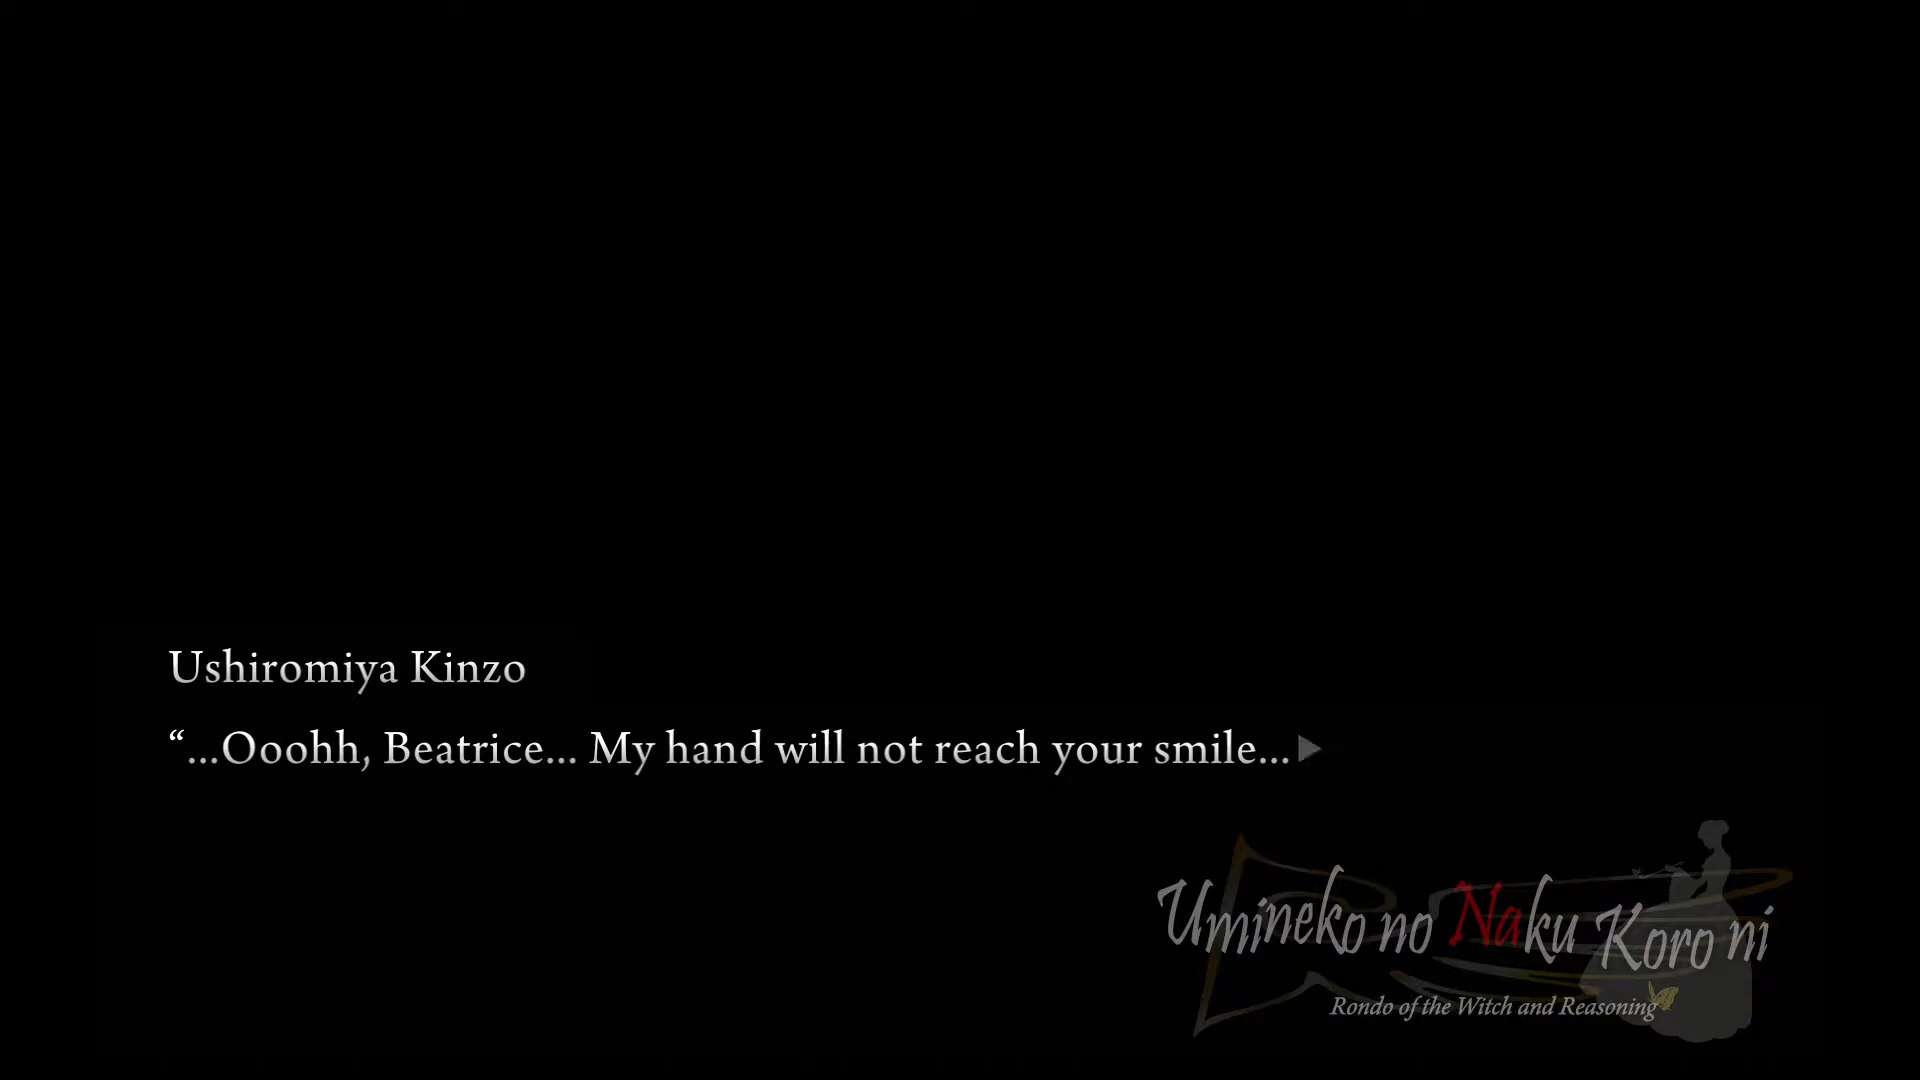 Ushiromiya Kinzo
“...Ooohh, Beatrice... My hand will not reach your smile...
Umineko no Naku Koro ni
Rondo of the Witch and Reasoning